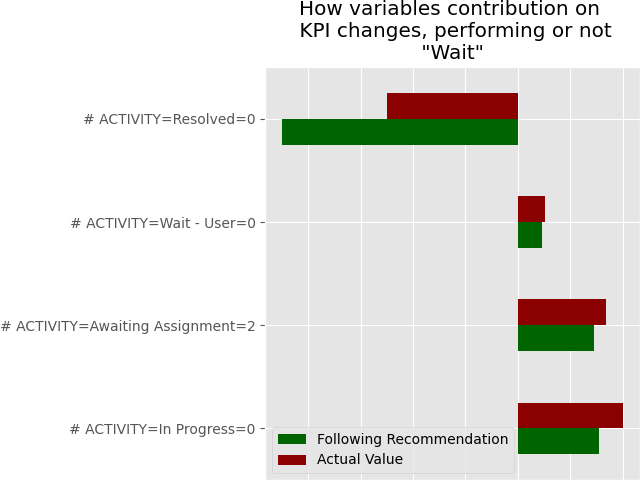 How variables contribution on
KPI changes, performing or not
"Wait"
# ACTIVITY=Resolved=0
# ACTIVITY=Wait - User=0
# ACTIVITY=Awaiting Assignment=2
# ACTIVITY=In Progress=0
Following Recommendation
Actual Value